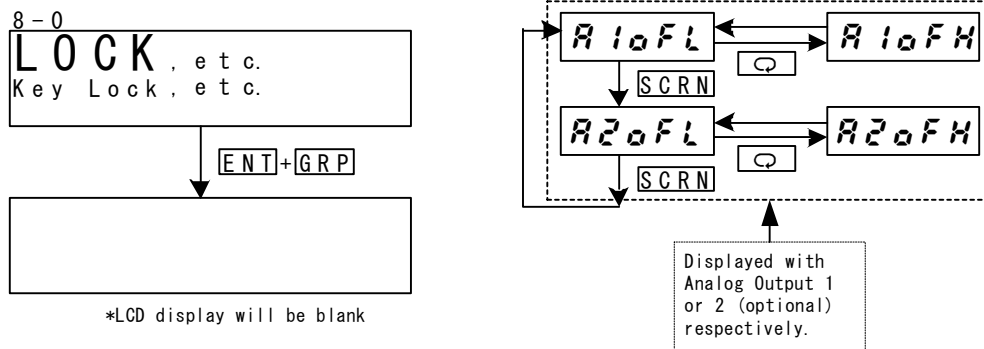 8-0
LOCK, etc.
Key Lock, etc.
ENT+GRP
*LCD display will be blank
A1oFL
A1oFH
SCRN
A2oFL
A2oFH
SCRN
Displayed with
Analog Output 1
or 2 (optional)
respectively.